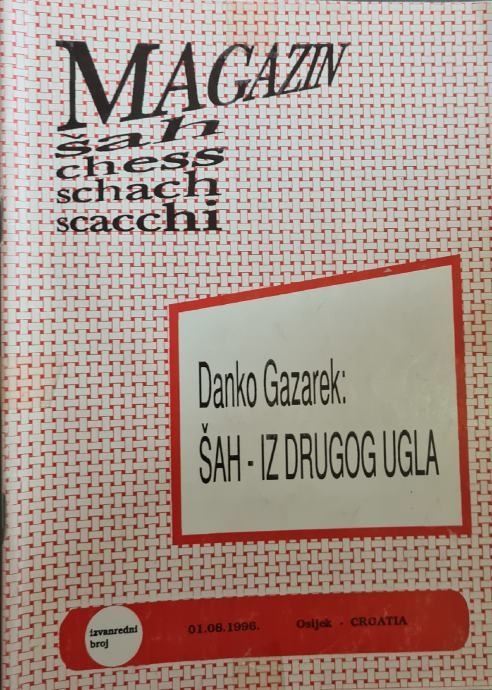 MAGAZIN
šah
chess
schach
scacchi
Danko Gazarek:
ŠAH - IZ DRUGOG UGLA
izvanredni
broj
01.08.1996.
Osijek - CROATIA